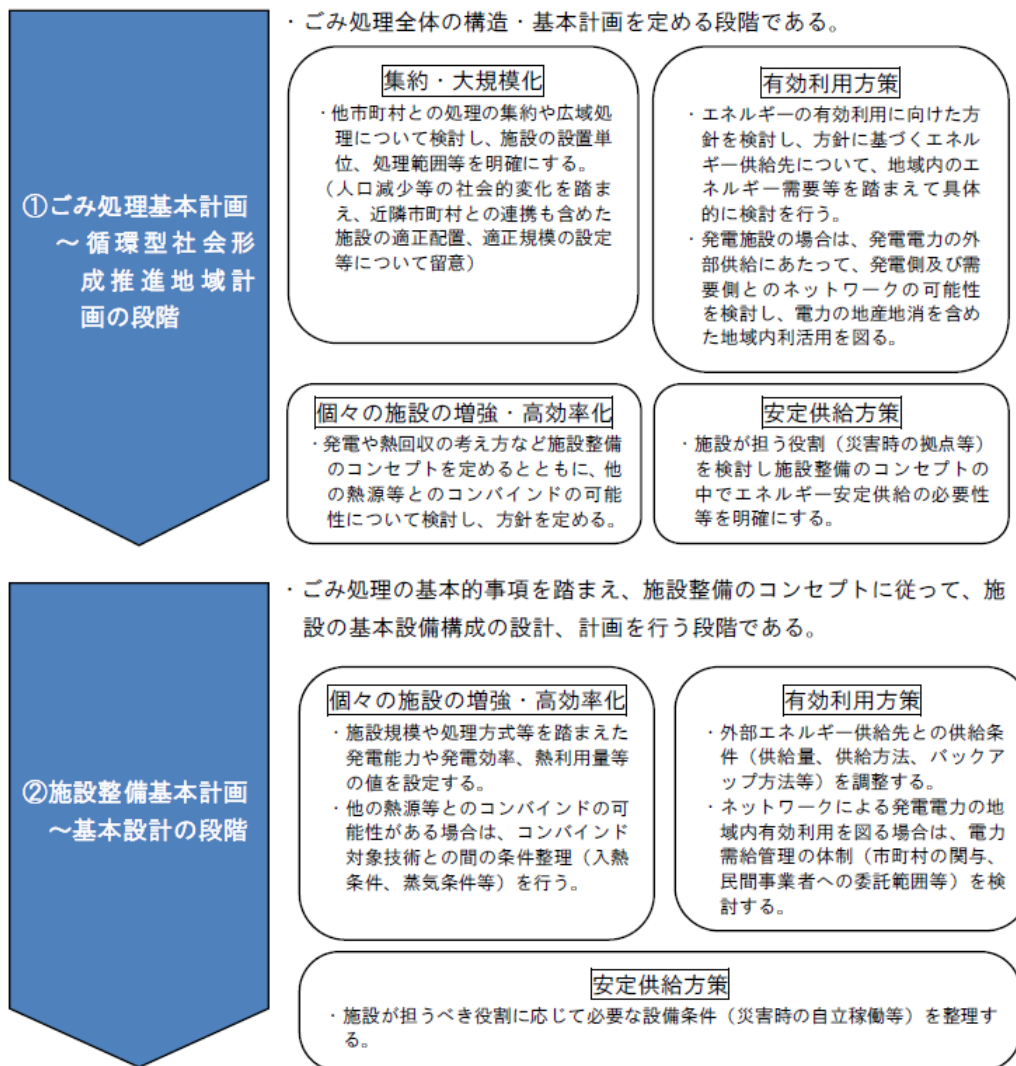 ・ごみ処理全体の構造・基本計画を定める段階である。
①ごみ処理基本計画
～循環型社会形
成推進地域計
画の段階
集約・大規模化
・他市町村との処理の集約や広域処
理について検討し、施設の設置単
位、処理範囲等を明確にする。
（人口減少等の社会的変化を踏ま
え、近隣市町村との連携も含めた
施設の適正配置、適正規模の設定
等について留意）
有効利用方策
・エネルギーの有効利用に向けた方
針を検討し、方針に基づくエネル
ギー供給先について、地域内のエ
ネルギー需要等を踏まえて具体
的に検討を行う。
・発電施設の場合は、発電電力の外
部供給にあたって、発電側及び需
要側とのネットワークの可能性
を検討し、電力の地産地消を含め
た地域内利活用を図る。
個々の施設の増強・高効率化
・発電や熱回収の考え方など施設整備
のコンセプトを定めるとともに、他
の熱源等とのコンバインドの可能
性について検討し、方針を定める。
安定供給方策
・施設が担う役割（災害時の拠点等）
を検討し施設整備のコンセプトの
中でエネルギー安定供給の必要性
等を明確にする。
・ごみ処理の基本的事項を踏まえ、施設整備のコンセプトに従って、施
設の基本設備構成の設計、計画を行う段階である。
②施設整備基本計画
～基本設計の段階
個々の施設の増強・高効率化
・施設規模や処理方式等を踏まえた
発電能力や発電効率、熱利用量等
の値を設定する。
・他の熱源等とのコンバインドの可
能性がある場合は、コンバインド
対象技術との間の条件整理（入熱
条件、蒸気条件等）を行う。
有効利用方策
・外部エネルギー供給先との供給条
件（供給量、供給方法、バックア
ップ方法等）を調整する。
・ネットワークによる発電電力の地
域内有効利用を図る場合は、電力
需給管理の体制（市町村の関与、
民間事業者への委託範囲等）を検
討する。
安定供給方策
・施設が担うべき役割に応じて必要な設備条件（災害時の自立稼働等）を整理す
る。